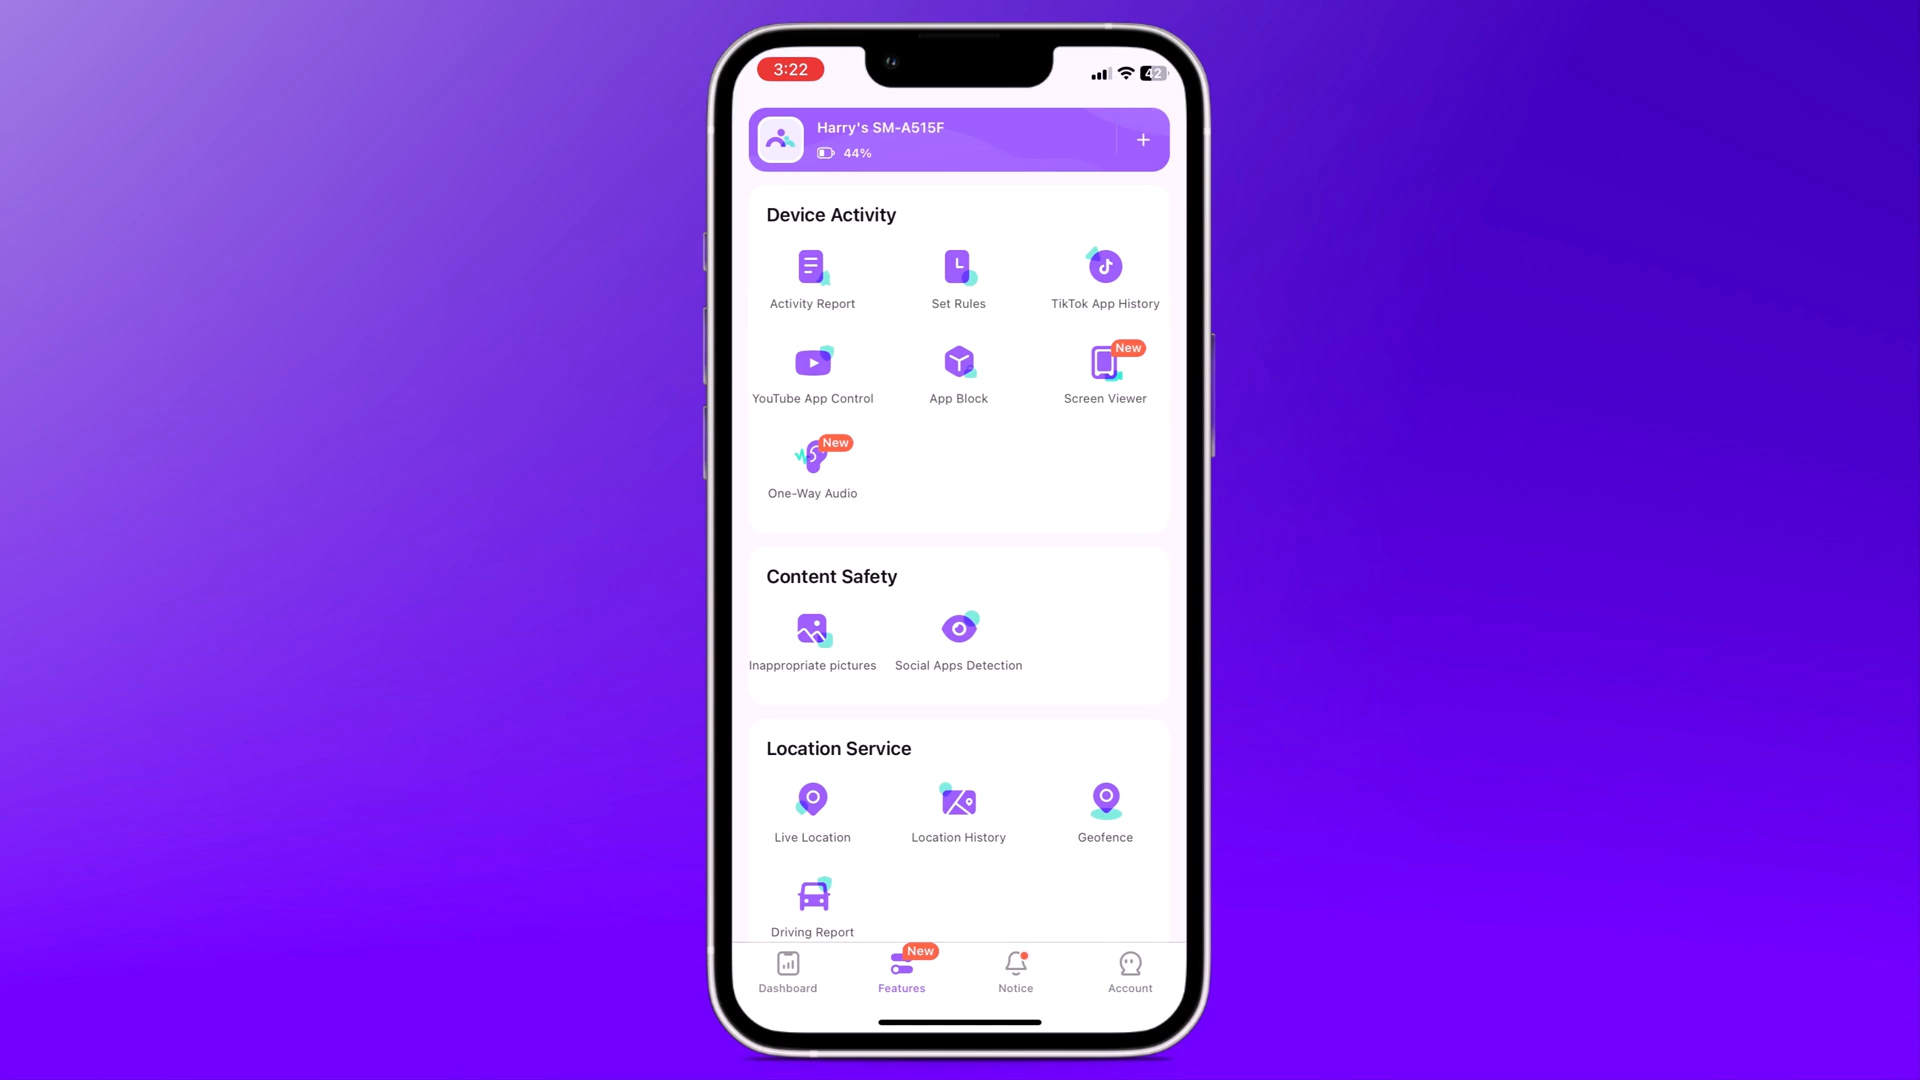 3:22
42
Harry's SM-A515F
44%
+
Device Activity
Activity Report
Set Rules
TikTok App History
New
YouTube App Control
App Block
Screen Viewer
New
One-Way Audio
Content Safety
Inappropriate pictures
Social Apps Detection
Location Service
Live Location
Location History
Geofence
Driving Report
New
Dashboard
Features
Notice
Account